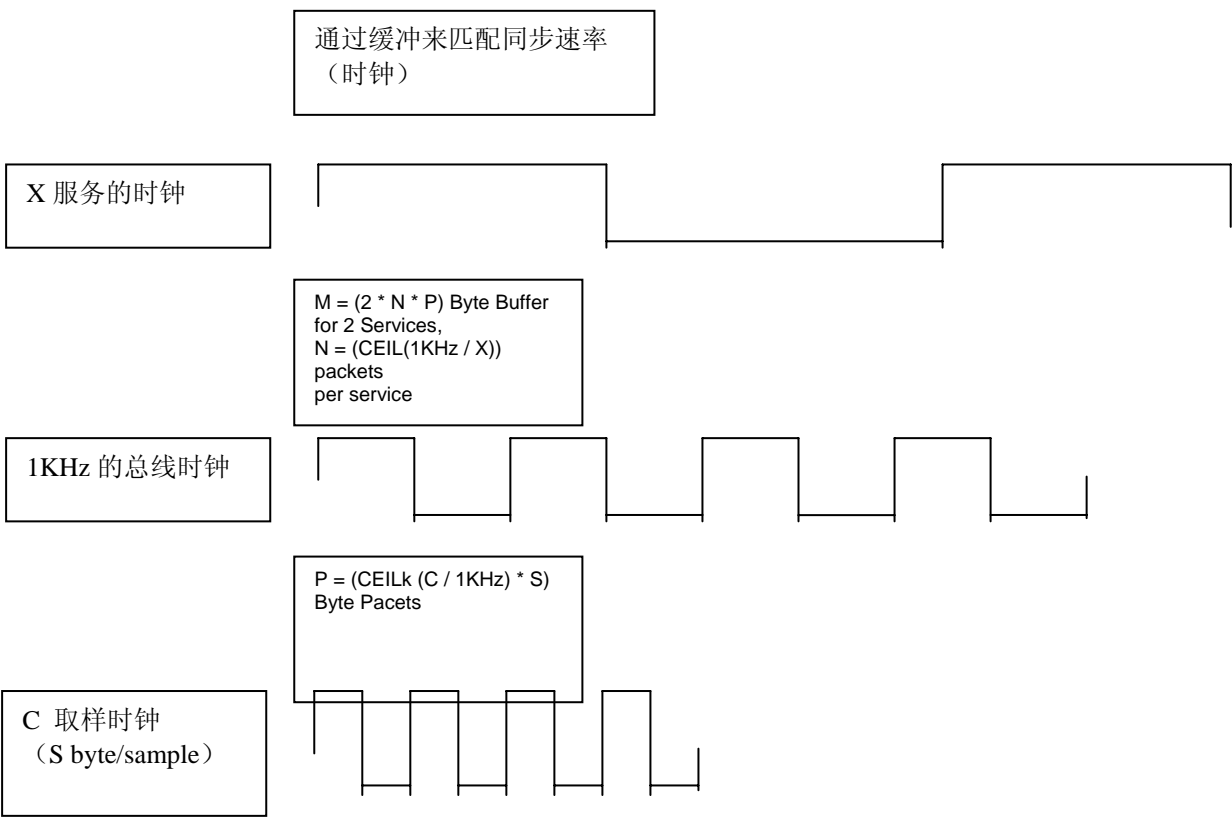 通过缓冲来匹配同步速率
（时钟）
X 服务的时钟
M = (2 * N * P) Byte Buffer
for 2 Services,
N = (CEIL(1KHz / X))
packets
per service
1KHz 的总线时钟
P = (CEILk (C / 1KHz) * S)
Byte Pacets
C 取样时钟
（S byte/sample）